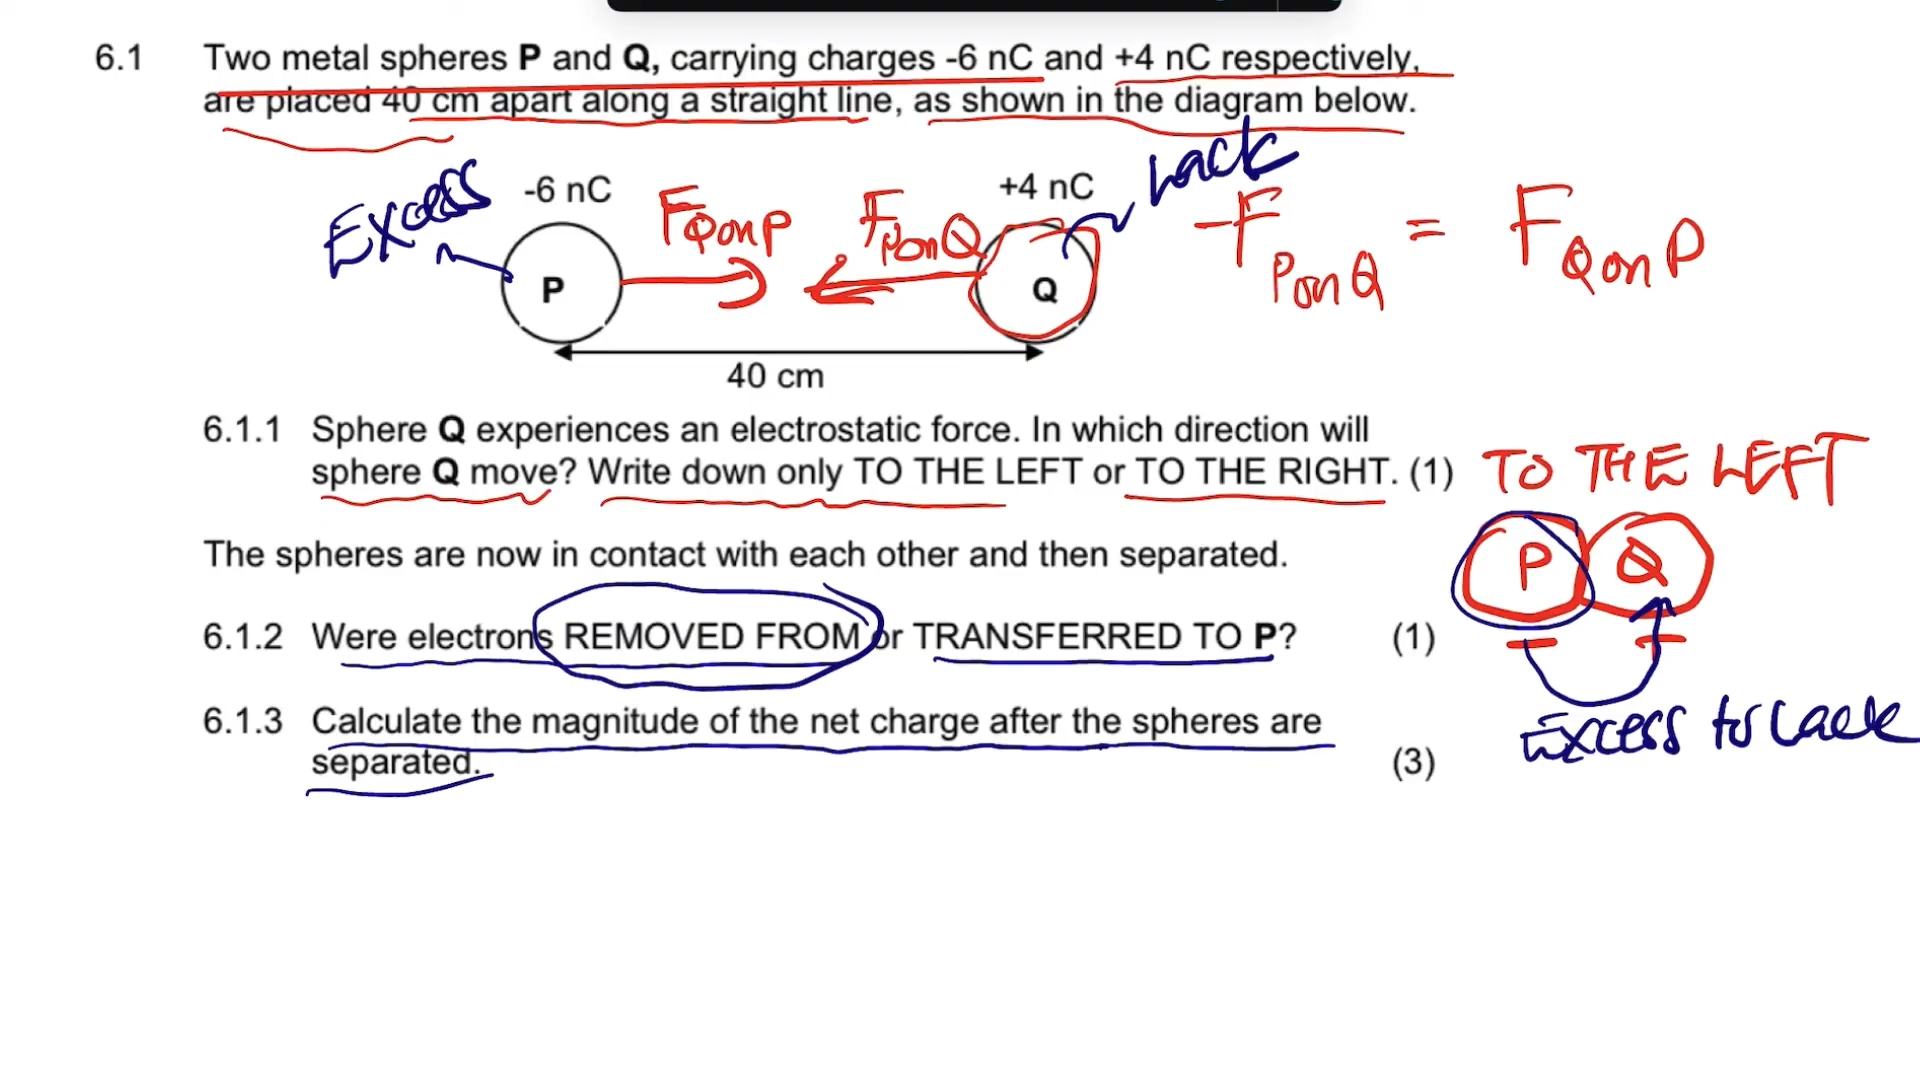 6.1 Two metal spheres P and Q, carrying charges -6 nC and +4 nC respectively,
are placed 40 cm apart along a straight line, as shown in the diagram below.
Excess -6 nC +4 nC Lack
FQonP FPonQ -FPonQ = FQonP
P Q
40 cm
6.1.1 Sphere Q experiences an electrostatic force. In which direction will
sphere Q move? Write down only TO THE LEFT or TO THE RIGHT. (1) TO THE LEFT
The spheres are now in contact with each other and then separated. P Q
6.1.2 Were electrons REMOVED FROM or TRANSFERRED TO P? (1) − +
6.1.3 Calculate the magnitude of the net charge after the spheres are Excess to Lack
separated. (3)